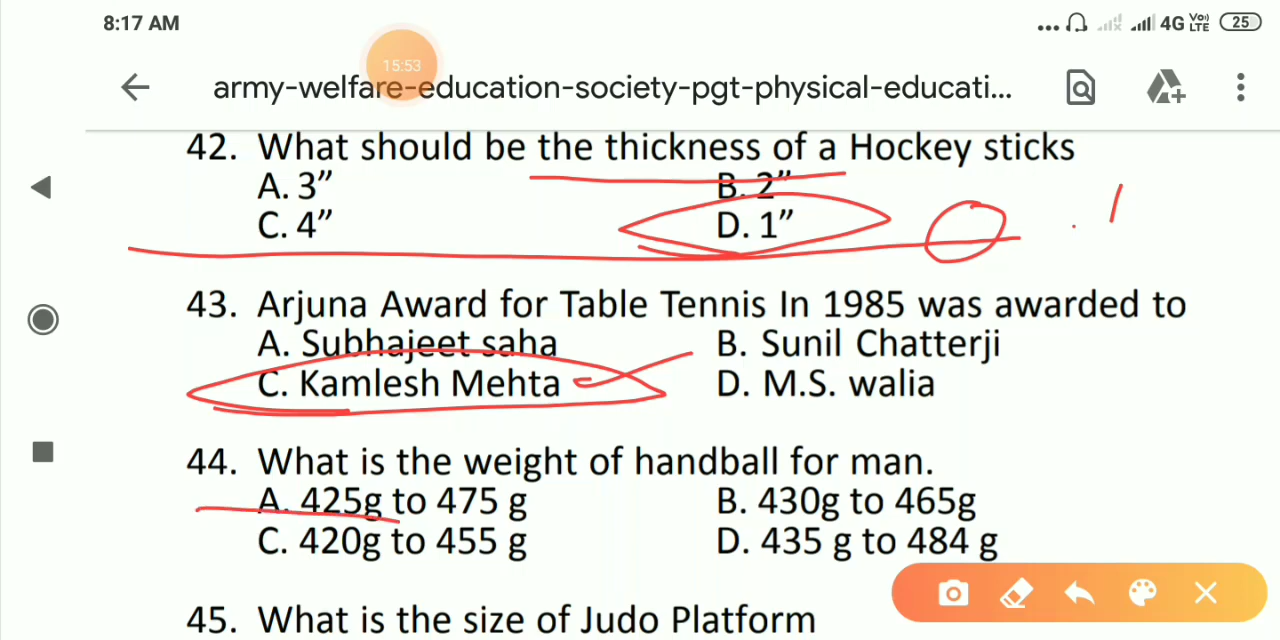 8:17 AM
4G Vo) LTE 25
15:53
army-welfare-education-society-pgt-physical-educati...
42. What should be the thickness of a Hockey sticks
A. 3” B. 2”
C. 4” D. 1”
43. Arjuna Award for Table Tennis In 1985 was awarded to
A. Subhajeet saha B. Sunil Chatterji
C. Kamlesh Mehta D. M.S. walia
44. What is the weight of handball for man.
A. 425g to 475 g B. 430g to 465g
C. 420g to 455 g D. 435 g to 484 g
45. What is the size of Judo Platform